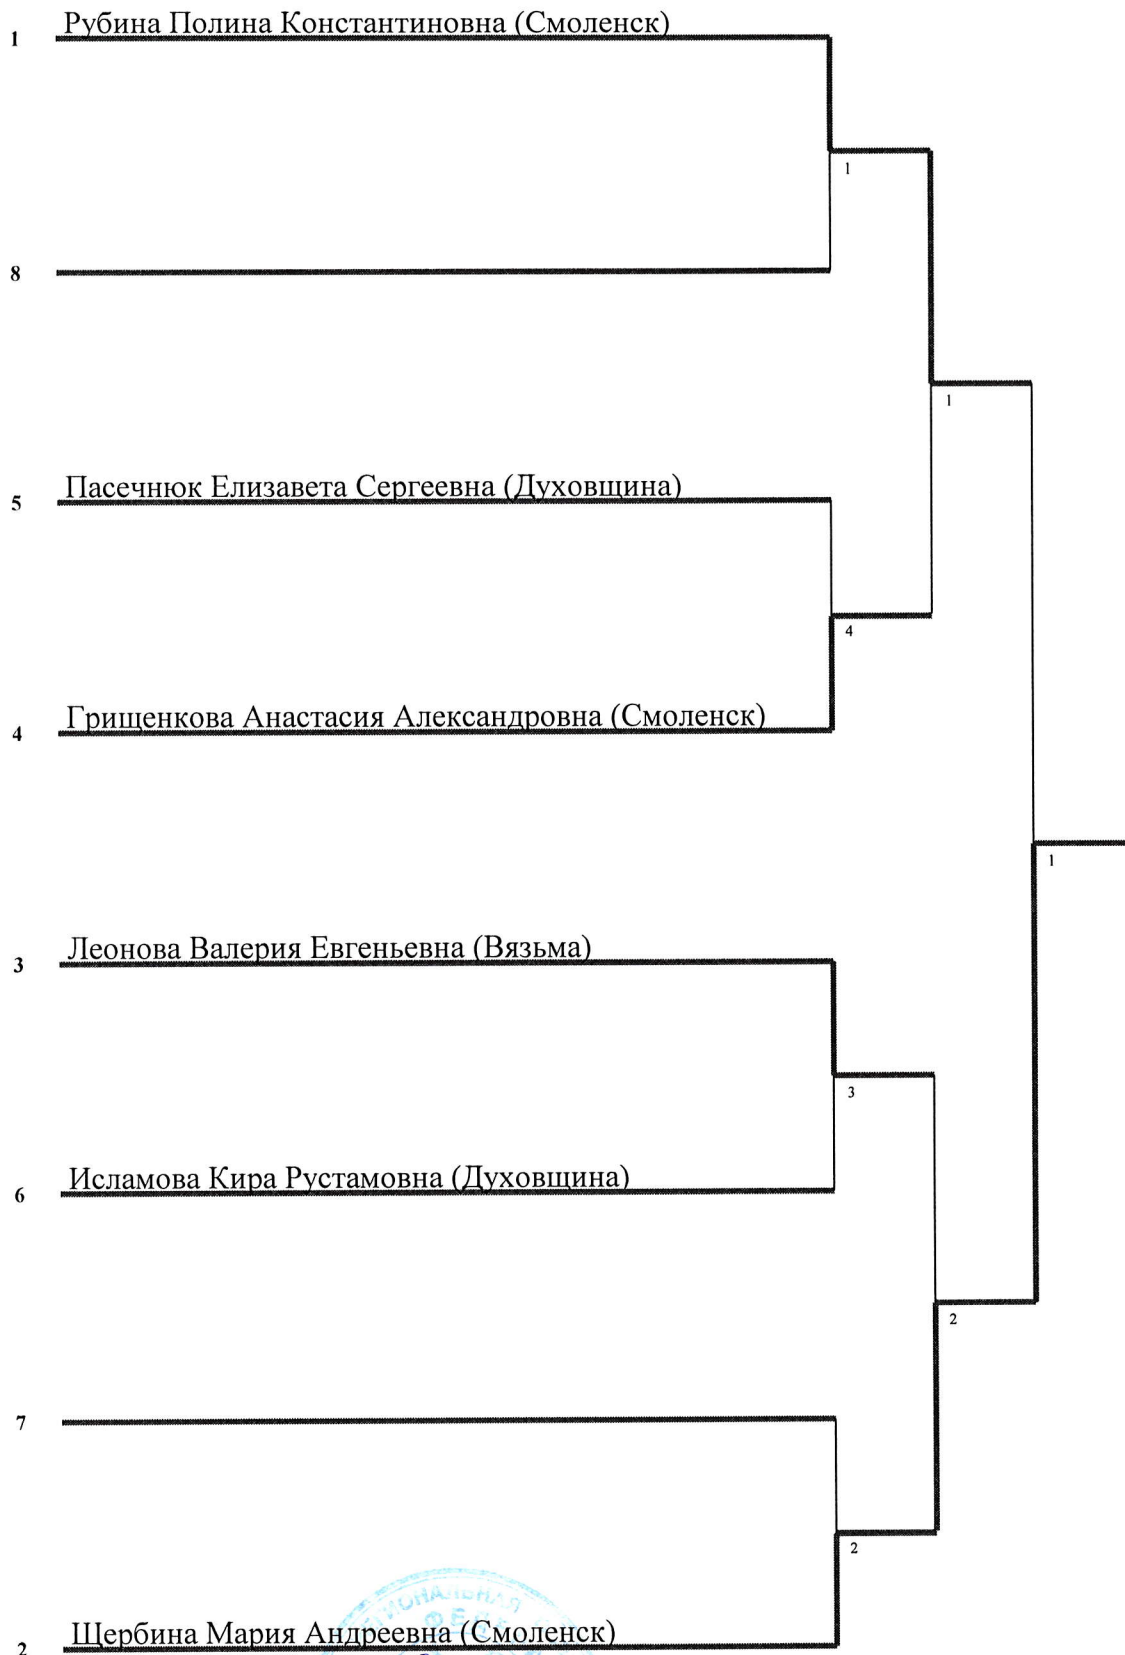 1 Рубина Полина Константиновна (Смоленск)
1
8
1
5 Пасечнюк Елизавета Сергеевна (Духовщина)
4
4 Грищенкова Анастасия Александровна (Смоленск)
1
3 Леонова Валерия Евгеньевна (Вязьма)
3
6 Исламова Кира Рустамовна (Духовщина)
2
7
2
2 Щербина Мария Андреевна (Смоленск)